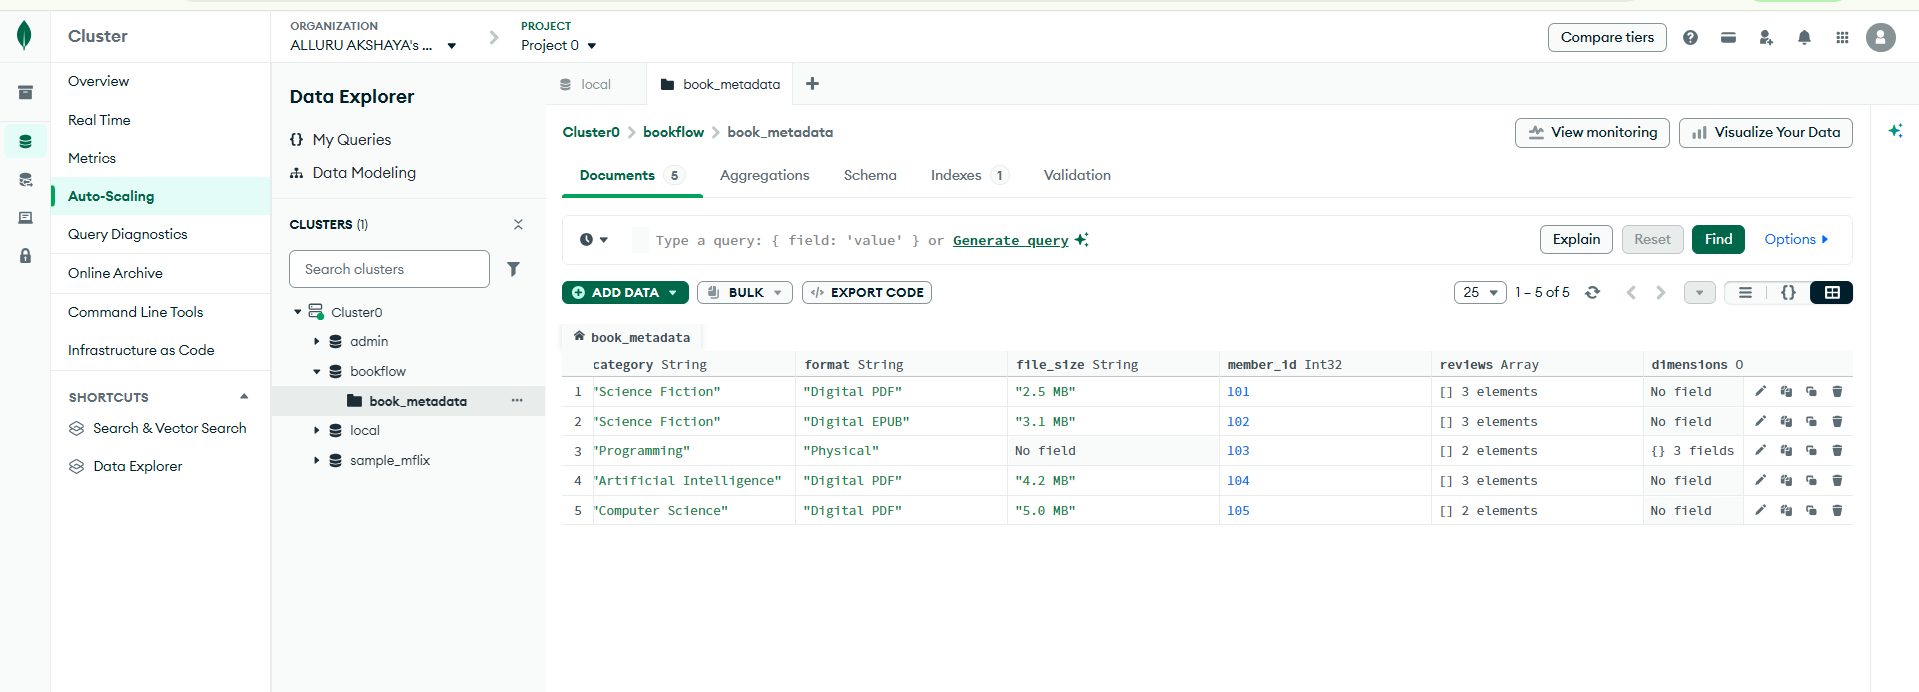 Cluster
ORGANIZATION
ALLURU AKSHAYA's ...
PROJECT
Project 0
Compare tiers
Overview
Real Time
Metrics
Auto-Scaling
Query Diagnostics
Online Archive
Command Line Tools
Infrastructure as Code
SHORTCUTS
Search & Vector Search
Data Explorer
Data Explorer
My Queries
Data Modeling
CLUSTERS (1)
Search clusters
Cluster0
admin
bookflow
book_metadata
local
sample_mflix
local
book_metadata
Cluster0 > bookflow > book_metadata
View monitoring
Visualize Your Data
Documents 5
Aggregations
Schema
Indexes 1
Validation
Type a query: { field: 'value' } or Generate query
Explain
Reset
Find
Options
ADD DATA
BULK
EXPORT CODE
25
1 – 5 of 5
book_metadata
category String format String file_size String member_id Int32 reviews Array dimensions O
1 "Science Fiction" "Digital PDF" "2.5 MB" 101 [] 3 elements No field
2 "Science Fiction" "Digital EPUB" "3.1 MB" 102 [] 3 elements No field
3 "Programming" "Physical" No field 103 [] 2 elements {} 3 fields
4 "Artificial Intelligence" "Digital PDF" "4.2 MB" 104 [] 3 elements No field
5 "Computer Science" "Digital PDF" "5.0 MB" 105 [] 2 elements No field